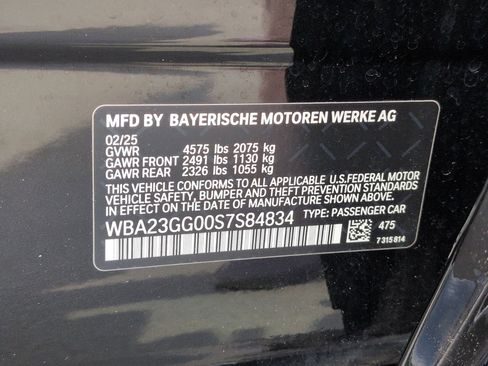 MFD BY BAYERISCHE MOTOREN WERKE AG
02/25
GVWR 4575 lbs 2075 kg
GAWR FRONT 2491 lbs 1130 kg
GAWR REAR 2326 lbs 1055 kg
THIS VEHICLE CONFORMS TO ALL APPLICABLE U.S. FEDERAL MOTOR
VEHICLE SAFETY, BUMPER, AND THEFT PREVENTION STANDARDS
IN EFFECT ON THE DATE OF MANUFACTURE SHOWN ABOVE.
WBA23GG00S7S84834 TYPE: PASSENGER CAR
475
7 315 814